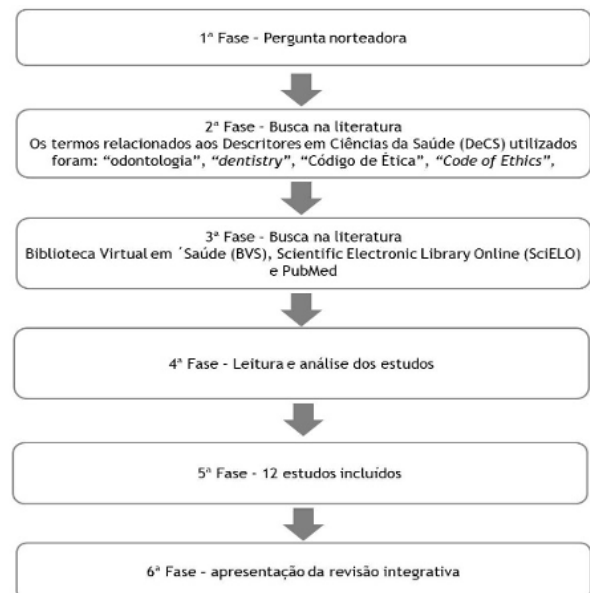 1ª Fase - Pergunta norteadora
2ª Fase - Busca na literatura
Os termos relacionados aos Descritores em Ciências da Saúde (DeCS) utilizados
foram: “odontologia”, “dentistry”, “Código de Ética”, “Code of Ethics”,
3ª Fase - Busca na literatura
Biblioteca Virtual em ´Saúde (BVS), Scientific Electronic Library Online (SciELO)
e PubMed
4ª Fase - Leitura e análise dos estudos
5ª Fase - 12 estudos incluídos
6ª Fase - apresentação da revisão integrativa